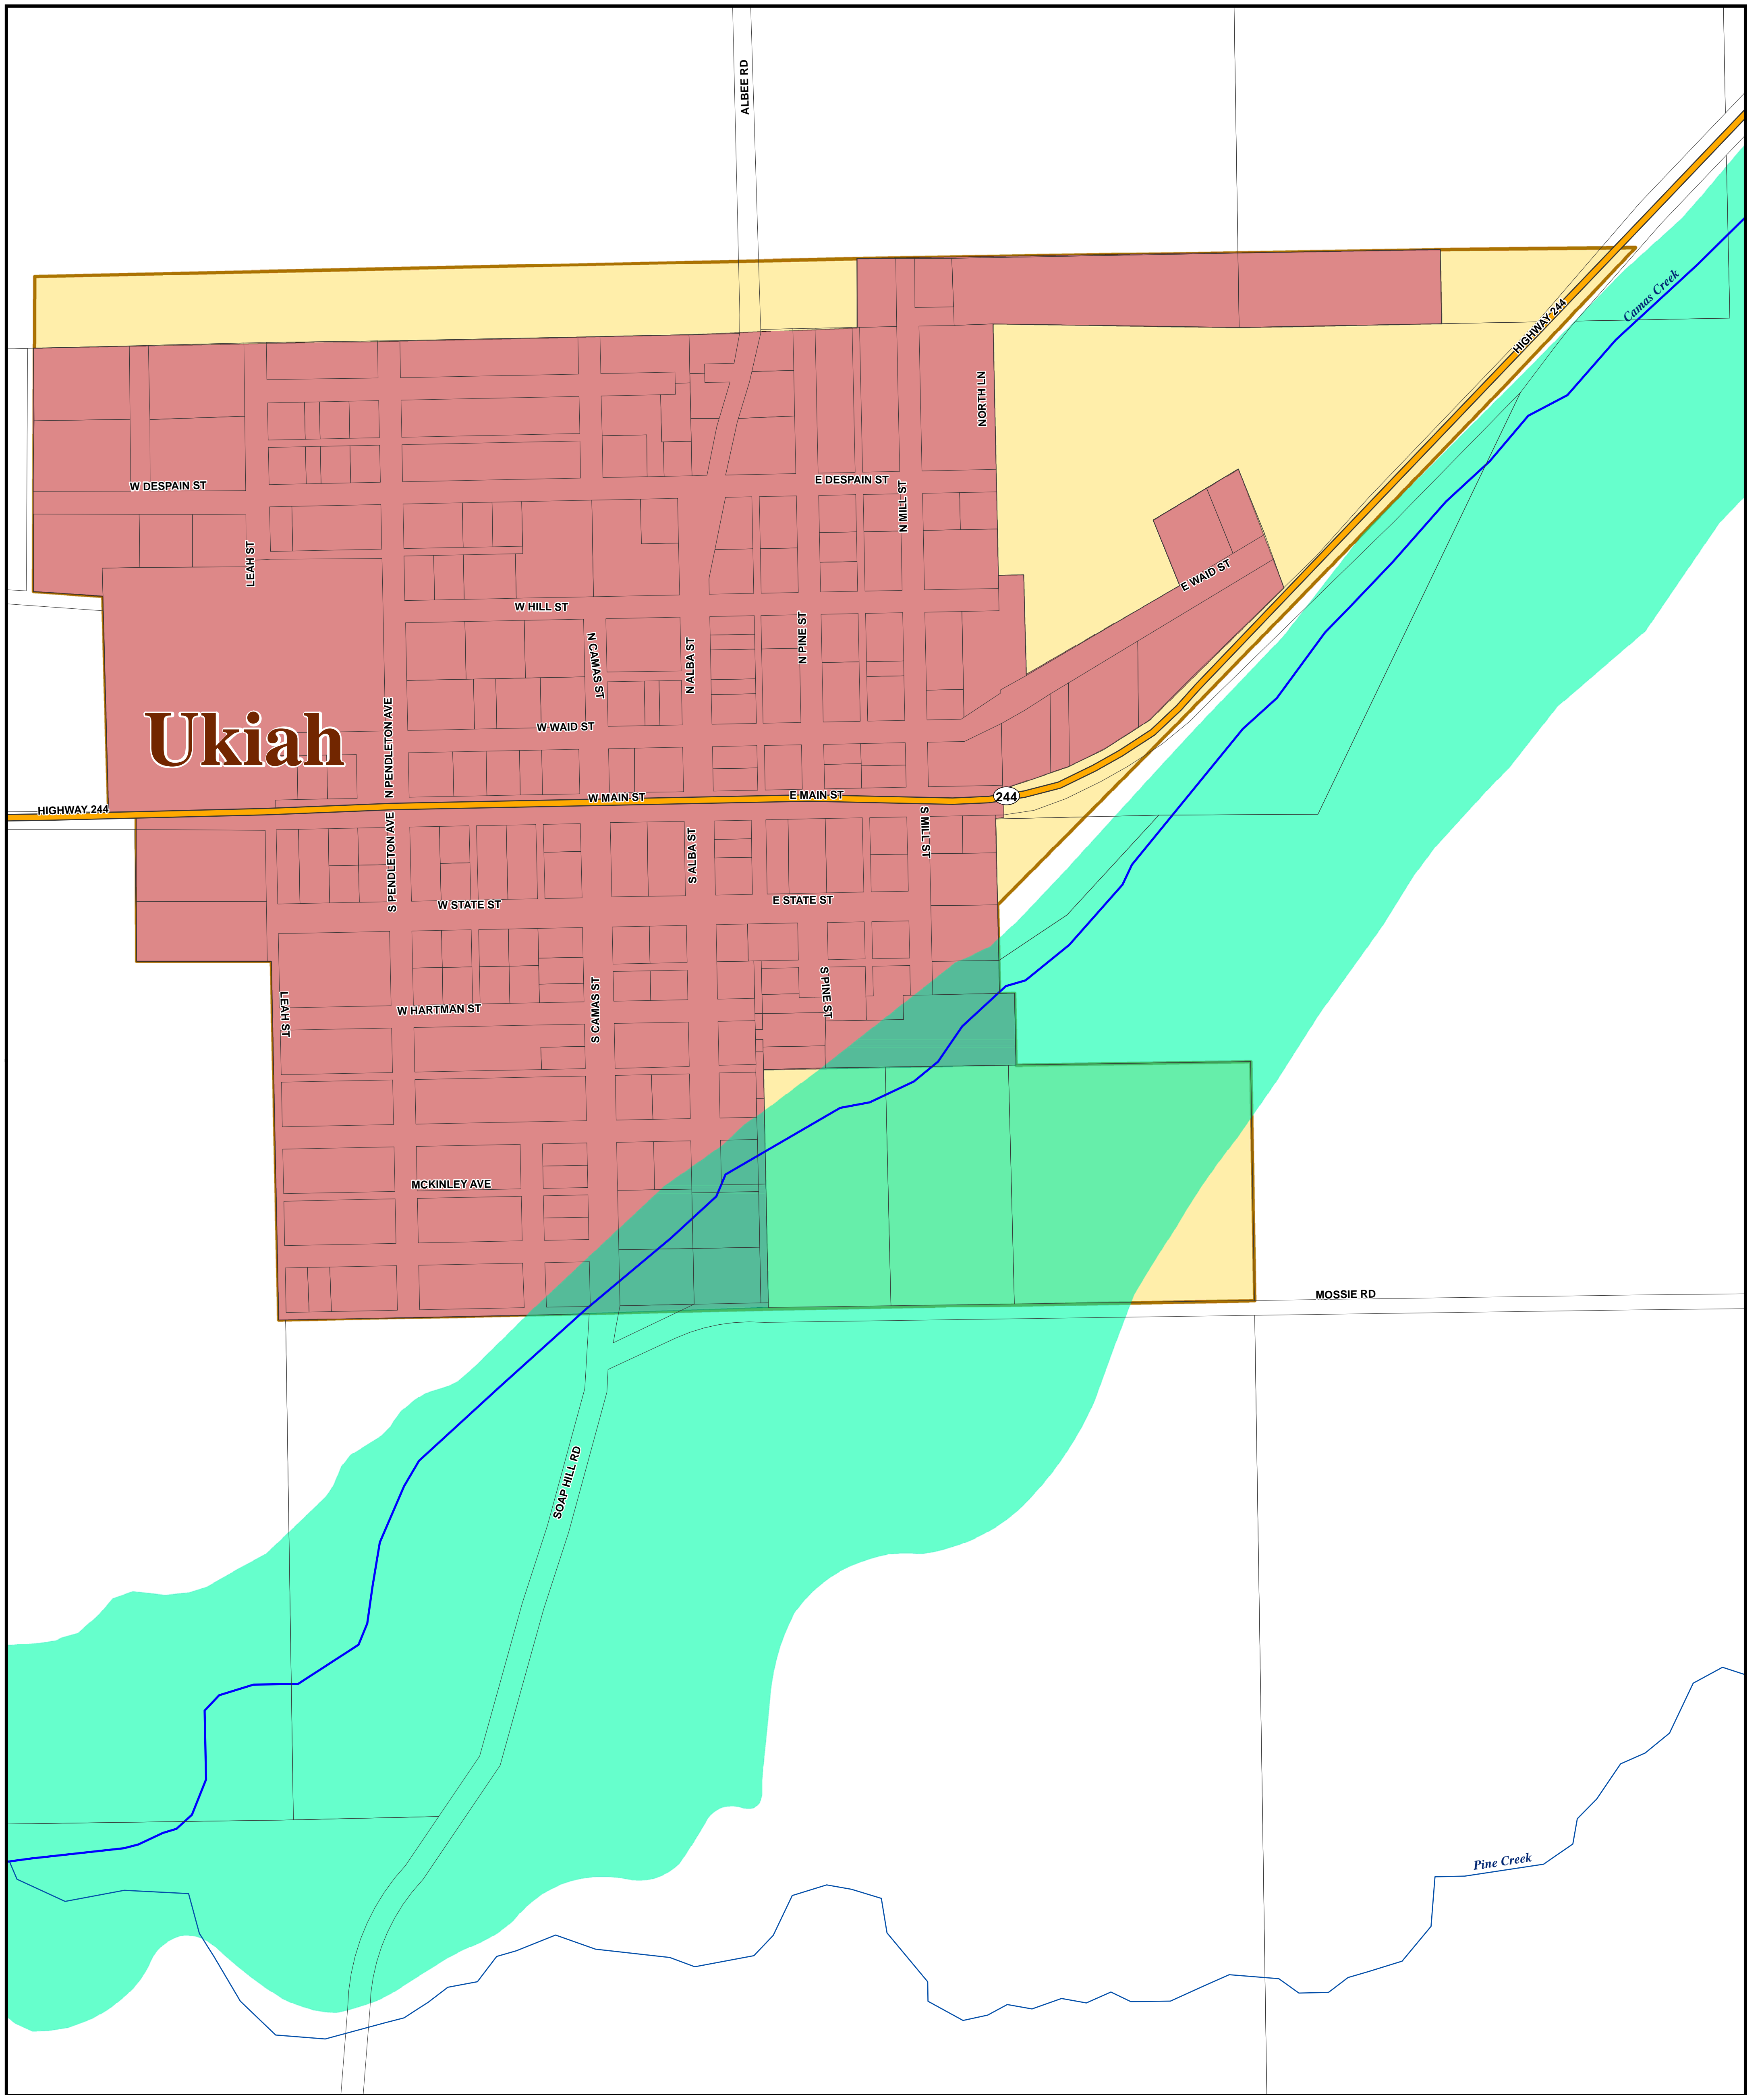 ALBEE RD
Camas Creek
HIGHWAY 244
NORTH LN
W DESPAIN ST
E DESPAIN ST
N MILL ST
LEAH ST
E WAID ST
W HILL ST
N CAMAS ST
N ALBA ST
N PINE ST
Ukiah
N PENDLETON AVE
W WAID ST
HIGHWAY 244
W MAIN ST
E MAIN ST
244
S PENDLETON AVE
S ALBA ST
S MILL ST
W STATE ST
E STATE ST
LEAH ST
W HARTMAN ST
S CAMAS ST
S PINE ST
MCKINLEY AVE
MOSSIE RD
SOAP HILL RD
Pine Creek